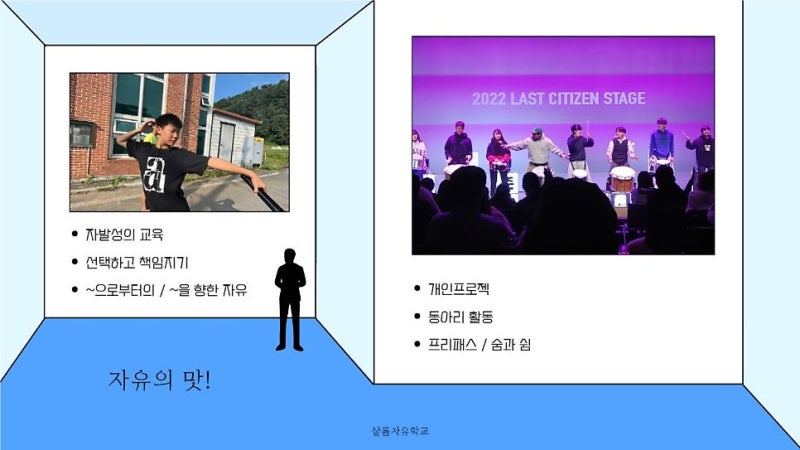 자발성의 교육
선택하고 책임지기
~으로부터의 / ~을 향한 자유
2022 LAST CITIZEN STAGE
개인프로젝
동아리 활동
프리패스 / 숨과 쉼
자유의 맛!
샬롬자유학교